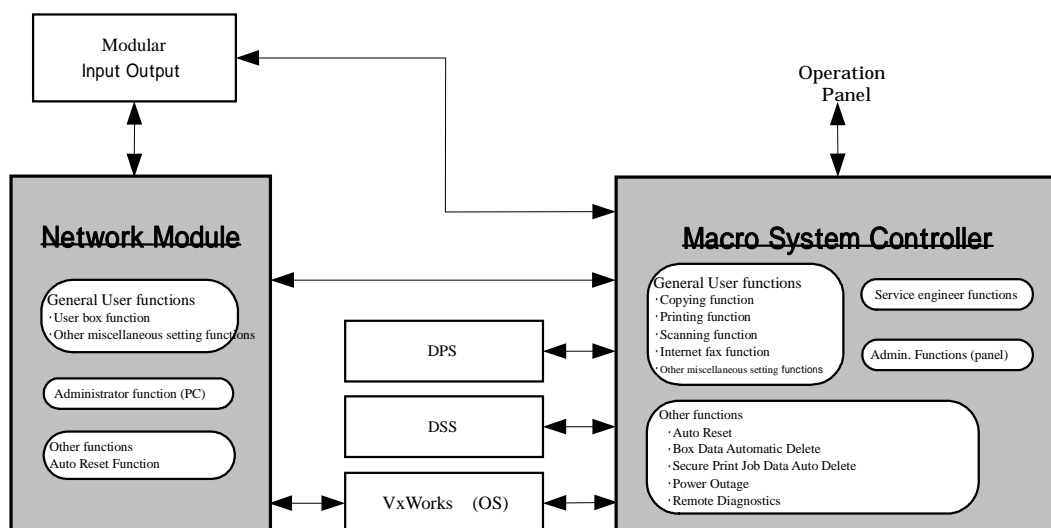 Modular
Input Output
Operation
Panel
Network Module
General User functions
·User box function
·Other miscellaneous setting functions
Administrator function (PC)
Other functions
Auto Reset Function
DPS
DSS
VxWorks (OS)
Macro System Controller
General User functions
·Copying function
·Printing function
·Scanning function
·Internet fax function
·Other miscellaneous setting functions
Service engineer functions
Admin. Functions (panel)
Other functions
·Auto Reset
·Box Data Automatic Delete
·Secure Print Job Data Auto Delete
·Power Outage
·Remote Diagnostics